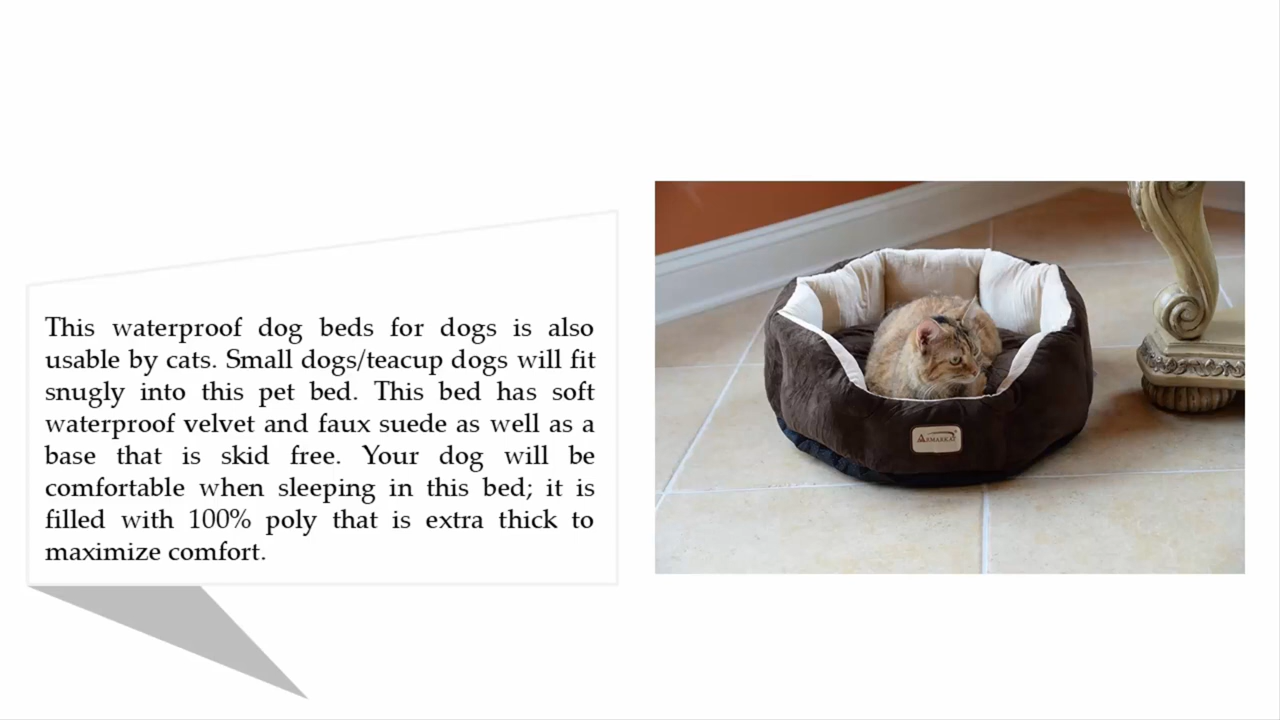 This waterproof dog beds for dogs is also
usable by cats. Small dogs/teacup dogs will fit
snugly into this pet bed. This bed has soft
waterproof velvet and faux suede as well as a
base that is skid free. Your dog will be
comfortable when sleeping in this bed; it is
filled with 100% poly that is extra thick to
maximize comfort.
ARMARKAT